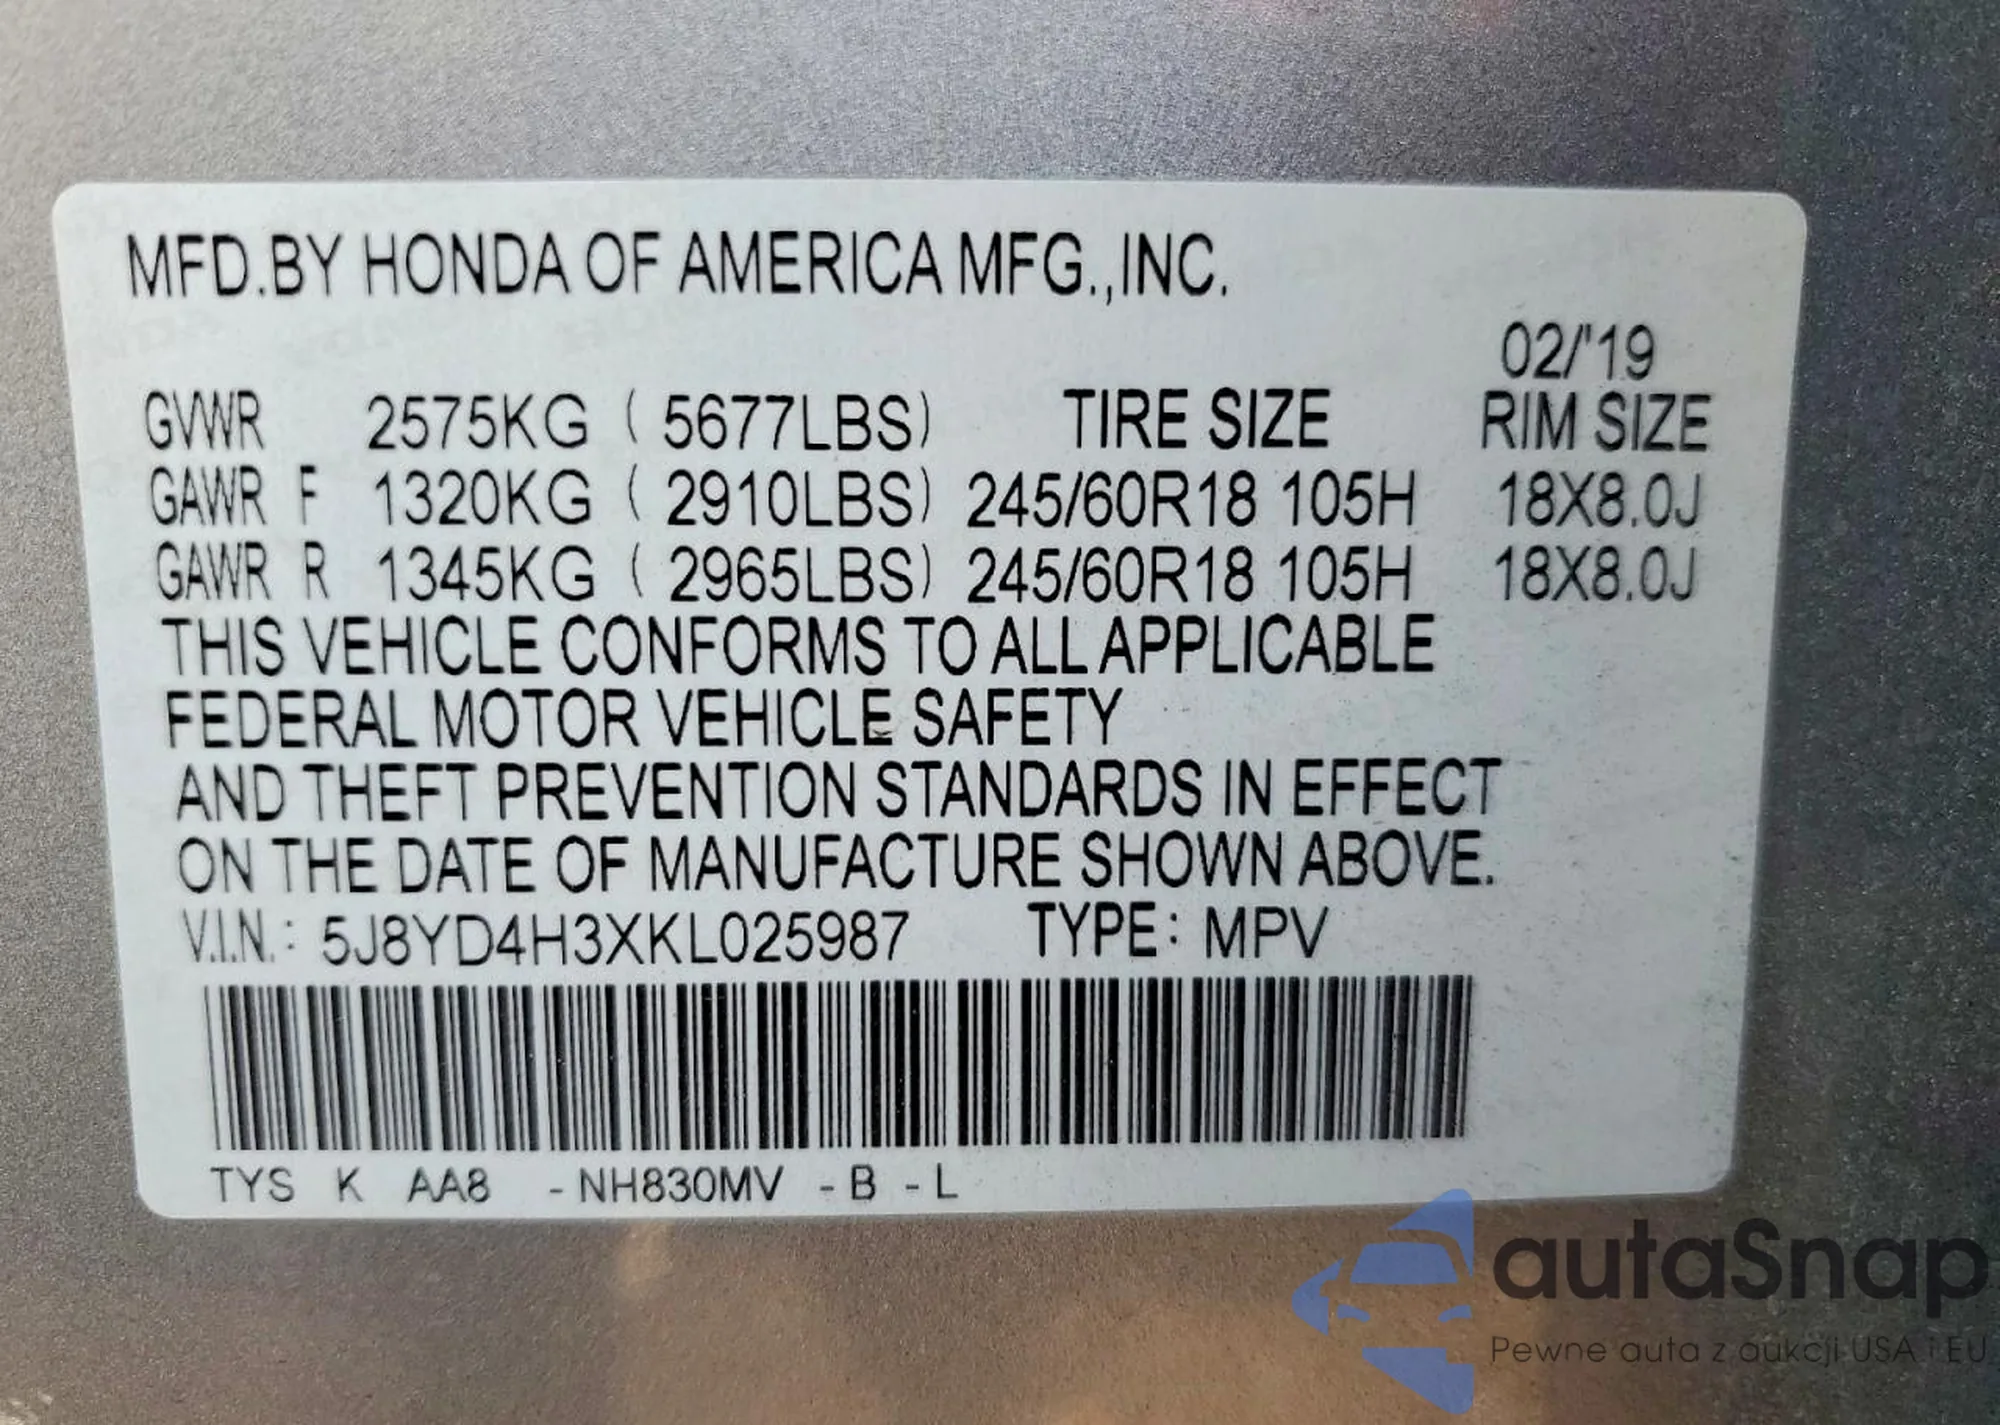 MFD.BY HONDA OF AMERICA MFG.,INC.
02/'19
GVWR 2575KG ( 5677LBS) TIRE SIZE RIM SIZE
GAWR F 1320KG ( 2910LBS) 245/60R18 105H 18X8.0J
GAWR R 1345KG ( 2965LBS) 245/60R18 105H 18X8.0J
THIS VEHICLE CONFORMS TO ALL APPLICABLE
FEDERAL MOTOR VEHICLE SAFETY
AND THEFT PREVENTION STANDARDS IN EFFECT
ON THE DATE OF MANUFACTURE SHOWN ABOVE.
V.I.N.: 5J8YD4H3XKL025987 TYPE: MPV
TYS K AA8 - NH830MV - B - L
autaSnap
Pewne auta z aukcji USA i EU